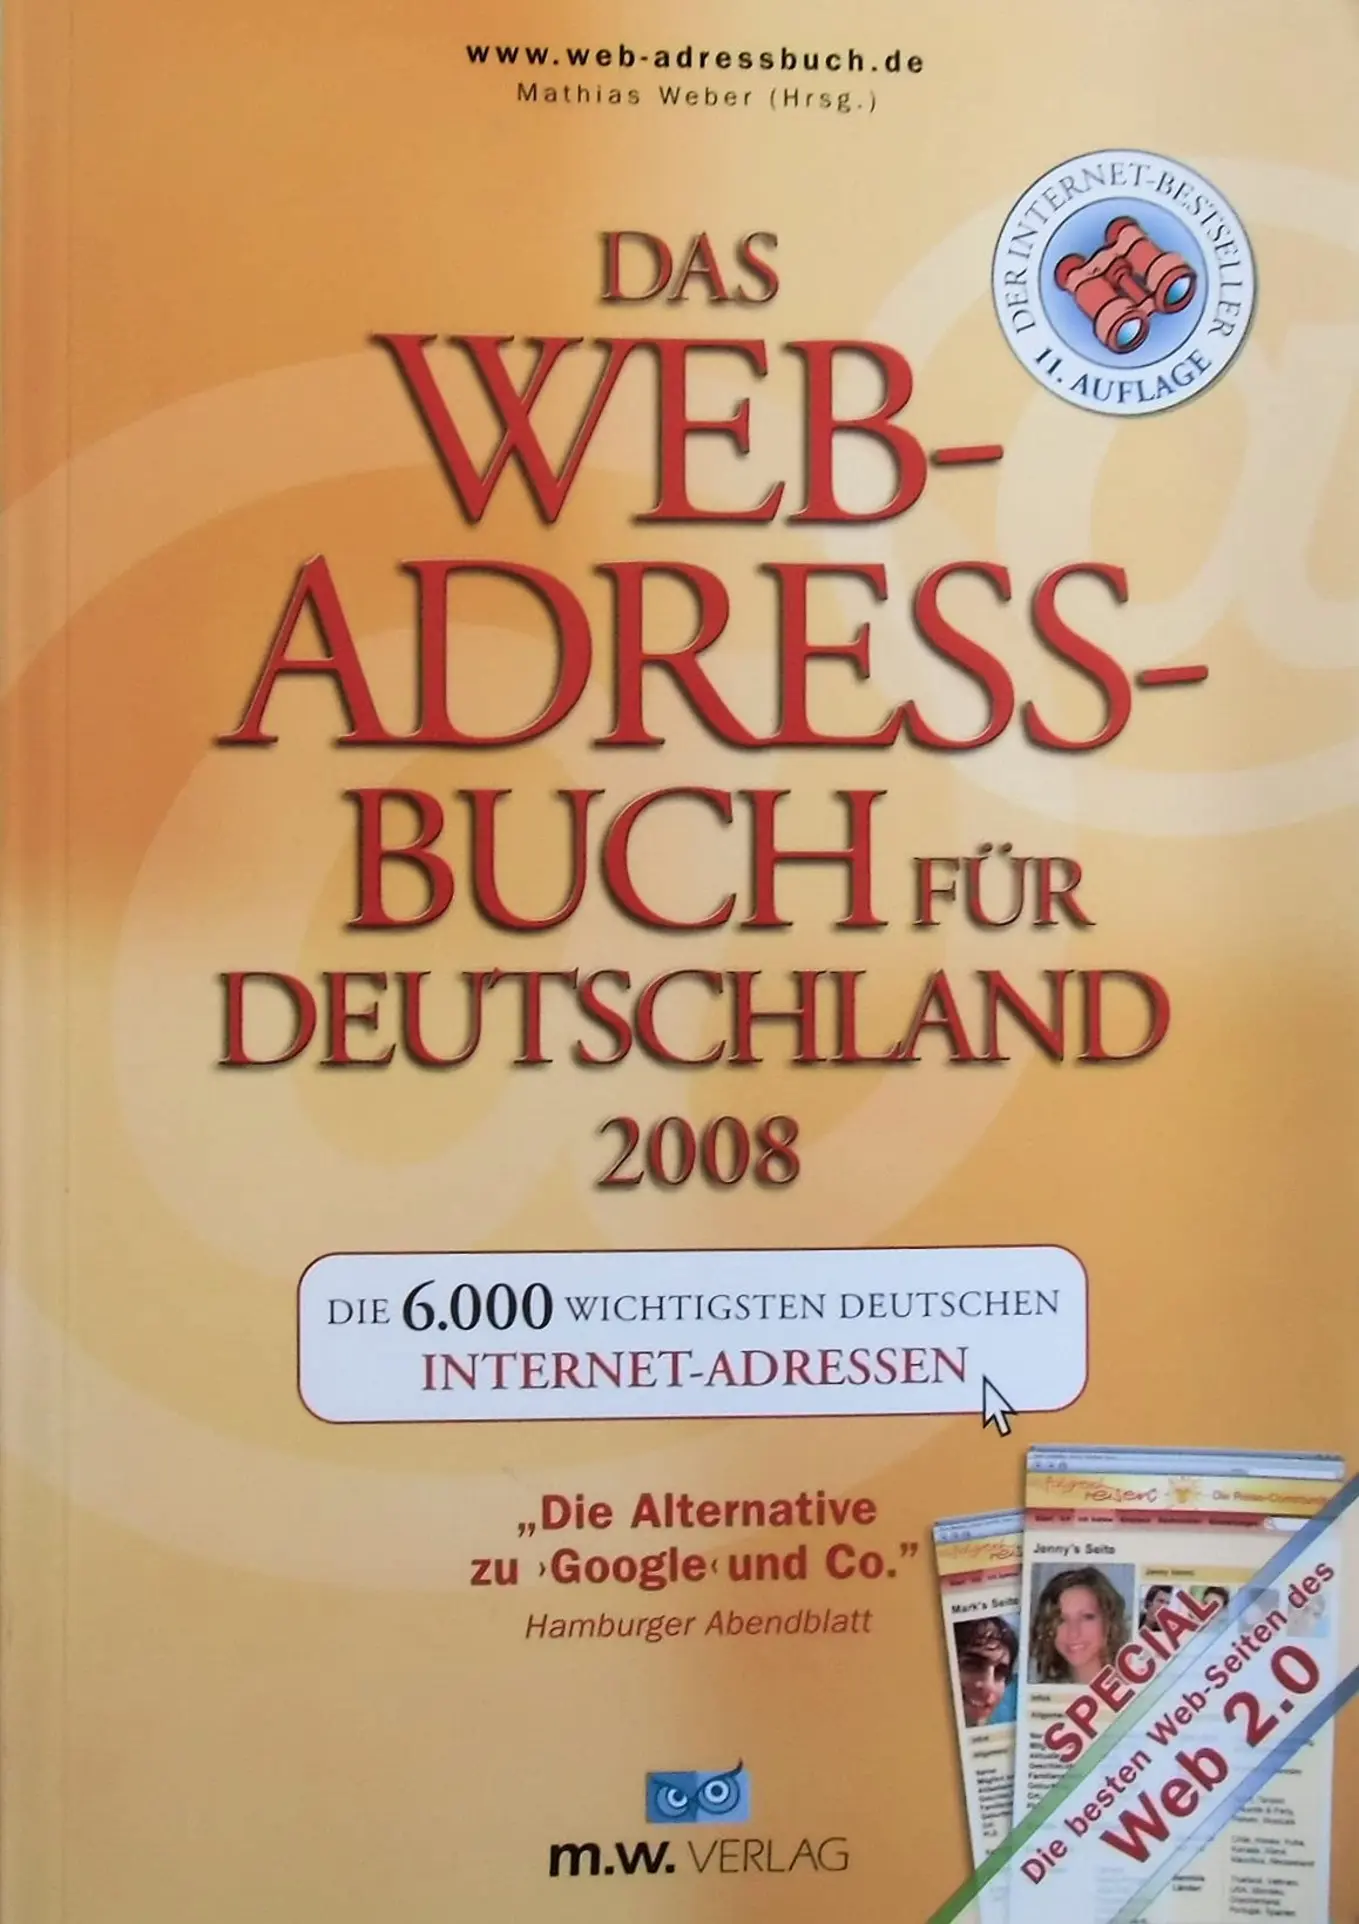 www.web-adressbuch.de
Mathias Weber (Hrsg.)
DER INTERNET-BESTSELLER
11. AUFLAGE
DAS
WEB-
ADRESS-
BUCH FÜR
DEUTSCHLAND
2008
DIE 6.000 WICHTIGSTEN DEUTSCHEN
INTERNET-ADRESSEN
„Die Alternative
zu ›Google‹ und Co.”
Hamburger Abendblatt
reisen
Jenny's Seite
Mark's Seite
SPECIAL
Die besten Web-Seiten des
Web 2.0
m.w. VERLAG